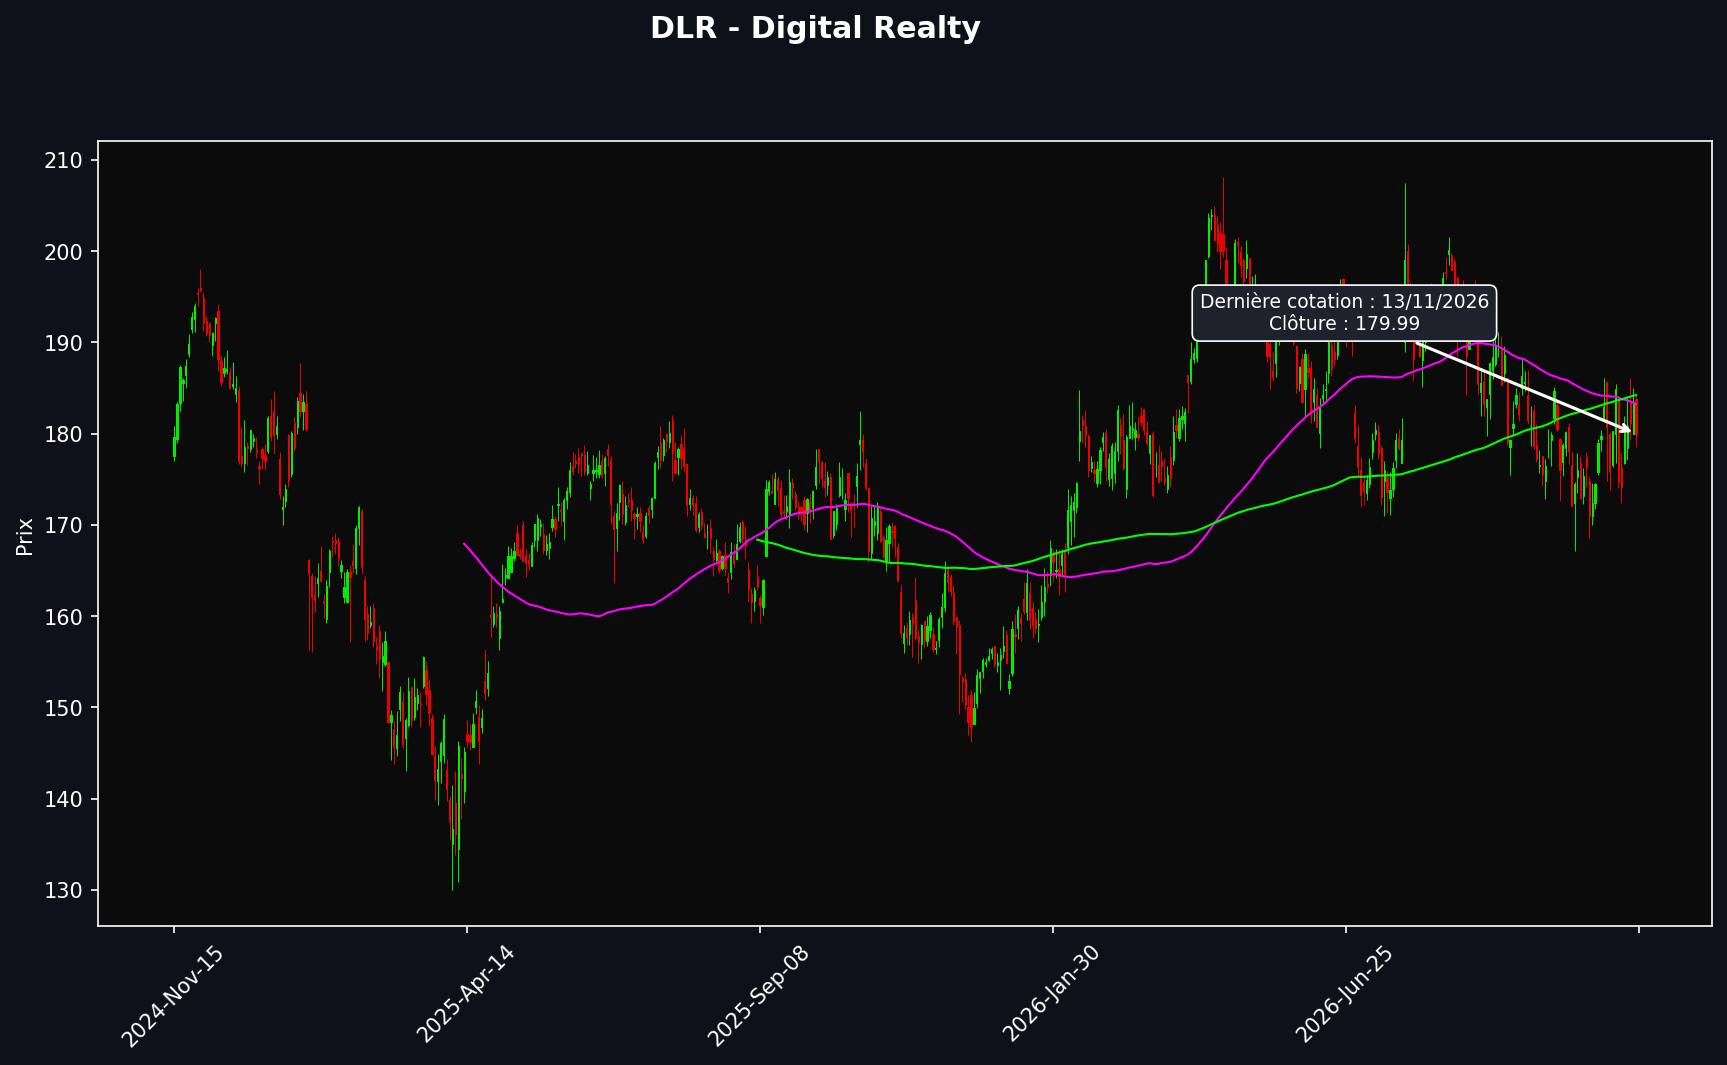 DLR - Digital Realty
Prix
210
200
190
180
170
160
150
140
130
Dernière cotation : 13/11/2026
Clôture : 179.99
2024-Nov-15
2025-Apr-14
2025-Sep-08
2026-Jan-30
2026-Jun-25